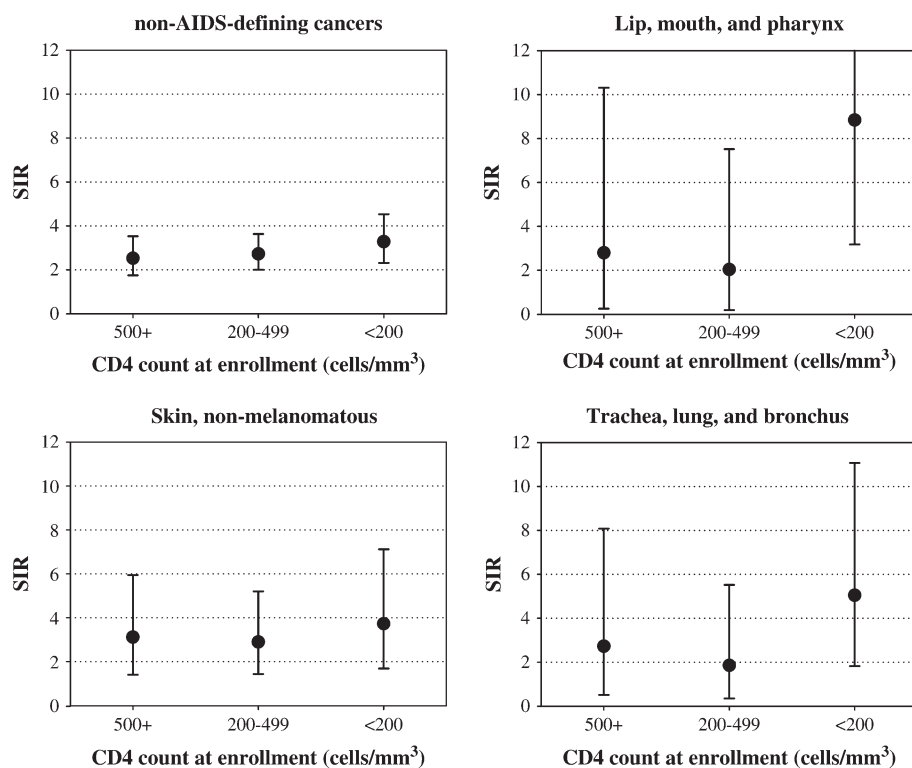 non-AIDS-defining cancers
12
10
8
6
4
2
0
SIR
500+ 200-499 <200
CD4 count at enrollment (cells/mm³)
Lip, mouth, and pharynx
12
10
8
6
4
2
0
SIR
500+ 200-499 <200
CD4 count at enrollment (cells/mm³)
Skin, non-melanomatous
12
10
8
6
4
2
0
SIR
500+ 200-499 <200
CD4 count at enrollment (cells/mm³)
Trachea, lung, and bronchus
12
10
8
6
4
2
0
SIR
500+ 200-499 <200
CD4 count at enrollment (cells/mm³)